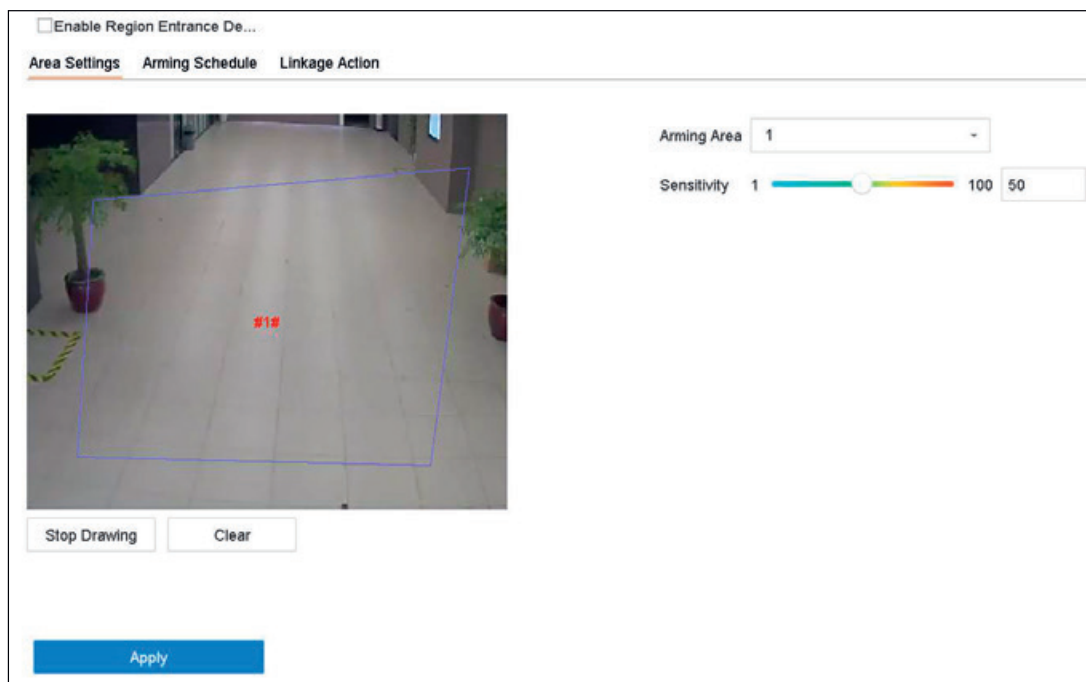 Enable Region Entrance De...
Area Settings Arming Schedule Linkage Action
Arming Area 1
Sensitivity 1 100 50
#1#
Stop Drawing Clear
Apply